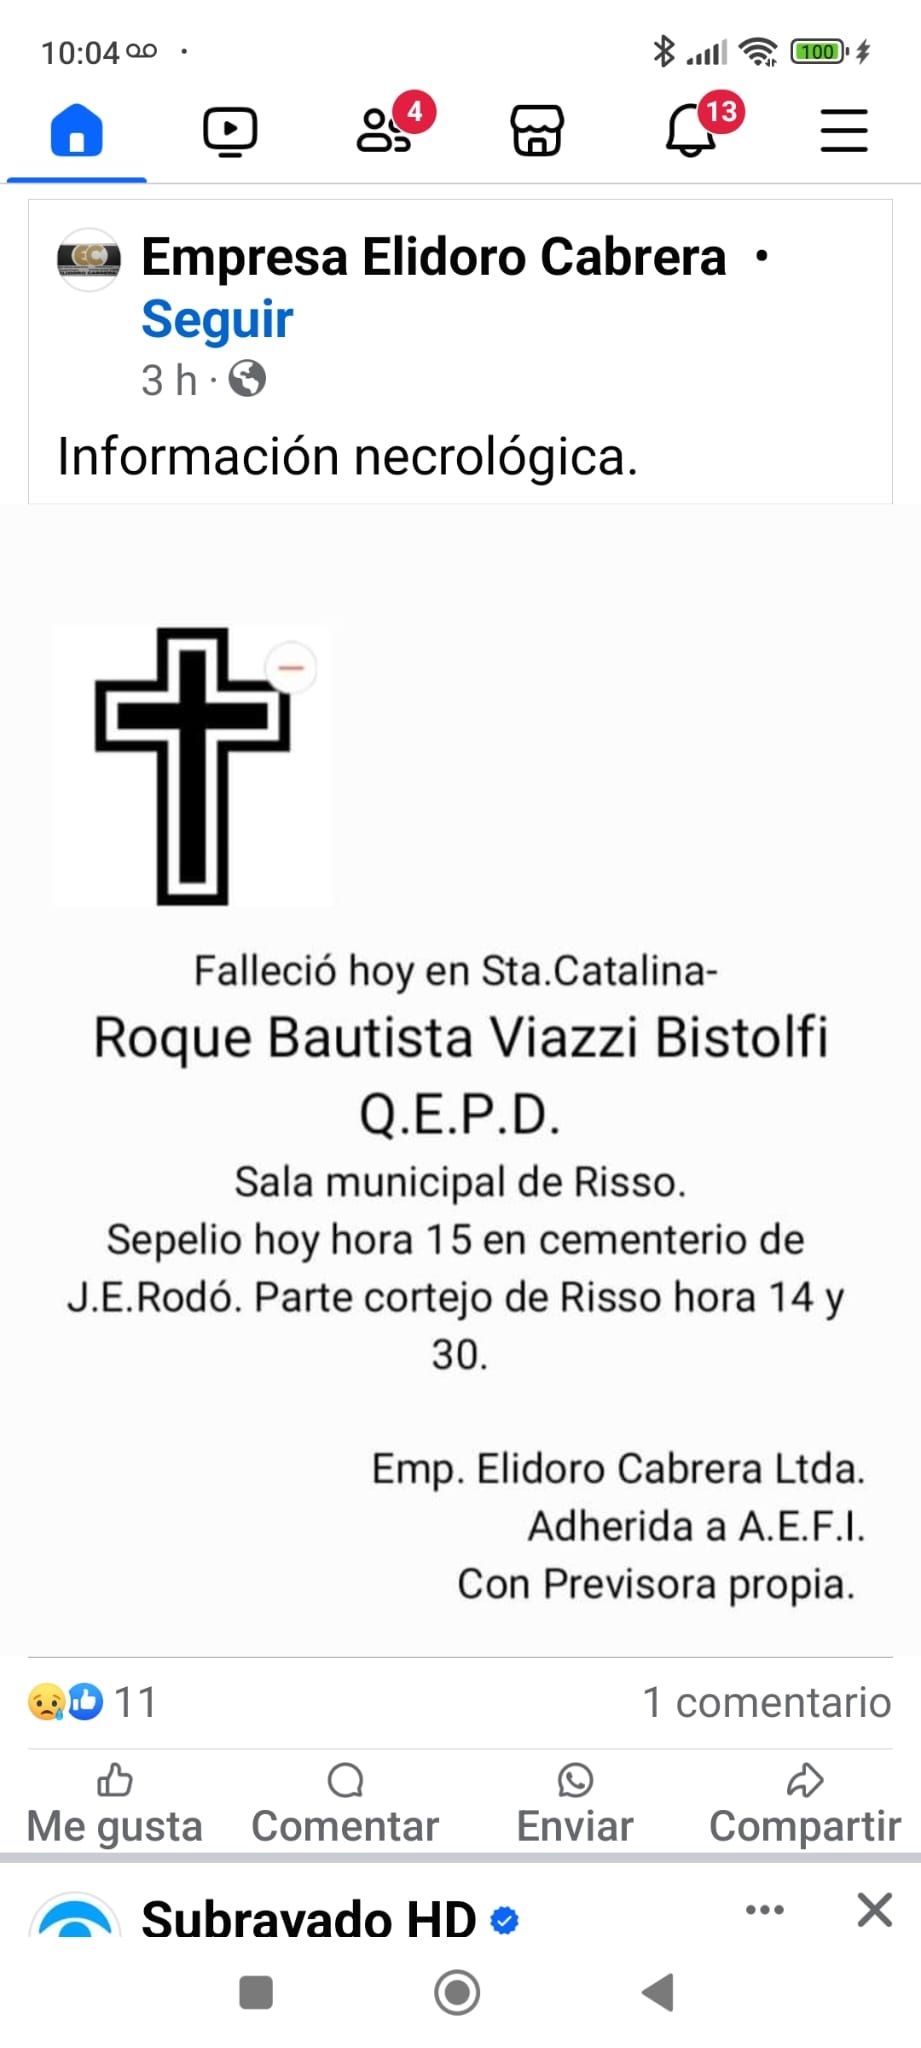 10:04
100
4
13
Empresa Elidoro Cabrera ·
Seguir
3 h ·
Información necrológica.
Falleció hoy en Sta.Catalina-
Roque Bautista Viazzi Bistolfi
Q.E.P.D.
Sala municipal de Risso.
Sepelio hoy hora 15 en cementerio de
J.E.Rodó. Parte cortejo de Risso hora 14 y
30.
Emp. Elidoro Cabrera Ltda.
Adherida a A.E.F.I.
Con Previsora propia.
11
1 comentario
Me gusta
Comentar
Enviar
Compartir
Subrayado HD